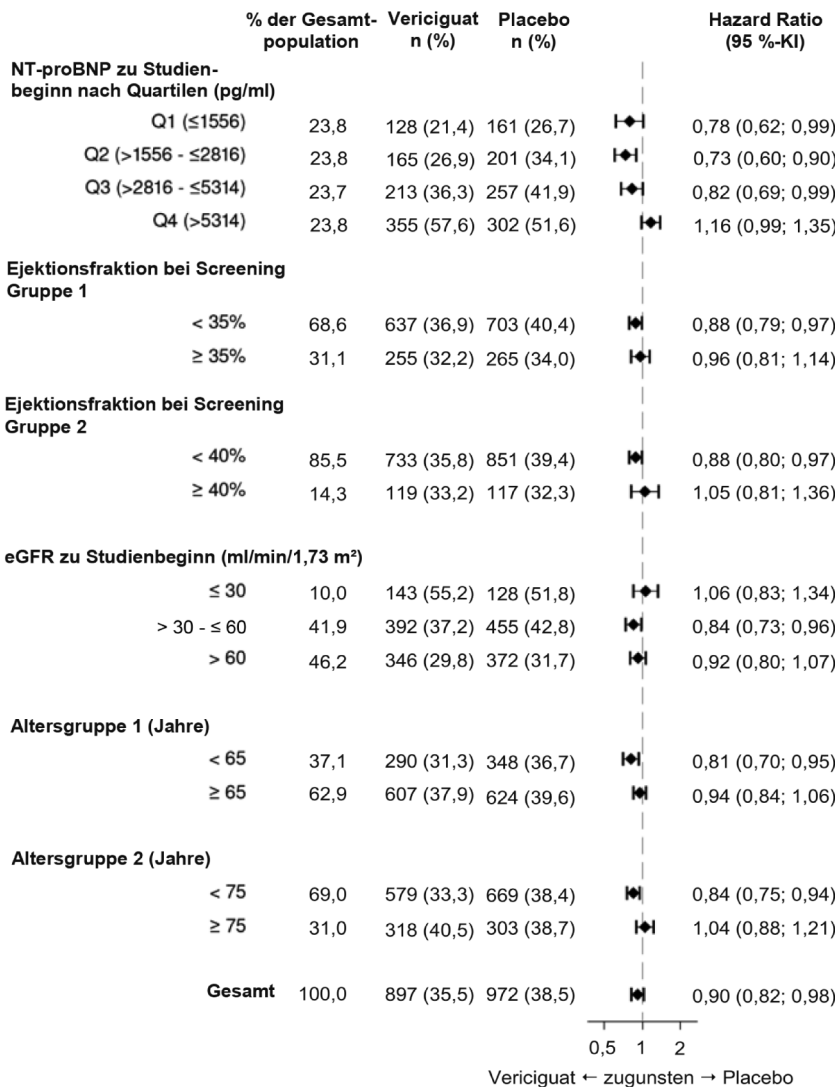 % der Gesamt- Vericiguat Placebo Hazard Ratio
population n (%) n (%) (95 %-KI)
NT-proBNP zu Studien-
beginn nach Quartilen (pg/ml)
Q1 (≤1556) 23,8 128 (21,4) 161 (26,7) 0,78 (0,62; 0,99)
Q2 (>1556 - ≤2816) 23,8 165 (26,9) 201 (34,1) 0,73 (0,60; 0,90)
Q3 (>2816 - ≤5314) 23,7 213 (36,3) 257 (41,9) 0,82 (0,69; 0,99)
Q4 (>5314) 23,8 355 (57,6) 302 (51,6) 1,16 (0,99; 1,35)
Ejektionsfraktion bei Screening
Gruppe 1
< 35% 68,6 637 (36,9) 703 (40,4) 0,88 (0,79; 0,97)
≥ 35% 31,1 255 (32,2) 265 (34,0) 0,96 (0,81; 1,14)
Ejektionsfraktion bei Screening
Gruppe 2
< 40% 85,5 733 (35,8) 851 (39,4) 0,88 (0,80; 0,97)
≥ 40% 14,3 119 (33,2) 117 (32,3) 1,05 (0,81; 1,36)
eGFR zu Studienbeginn (ml/min/1,73 m²)
≤ 30 10,0 143 (55,2) 128 (51,8) 1,06 (0,83; 1,34)
> 30 - ≤ 60 41,9 392 (37,2) 455 (42,8) 0,84 (0,73; 0,96)
> 60 46,2 346 (29,8) 372 (31,7) 0,92 (0,80; 1,07)
Altersgruppe 1 (Jahre)
< 65 37,1 290 (31,3) 348 (36,7) 0,81 (0,70; 0,95)
≥ 65 62,9 607 (37,9) 624 (39,6) 0,94 (0,84; 1,06)
Altersgruppe 2 (Jahre)
< 75 69,0 579 (33,3) 669 (38,4) 0,84 (0,75; 0,94)
≥ 75 31,0 318 (40,5) 303 (38,7) 1,04 (0,88; 1,21)
Gesamt 100,0 897 (35,5) 972 (38,5) 0,90 (0,82; 0,98)
0,5 1 2
Vericiguat ← zugunsten → Placebo